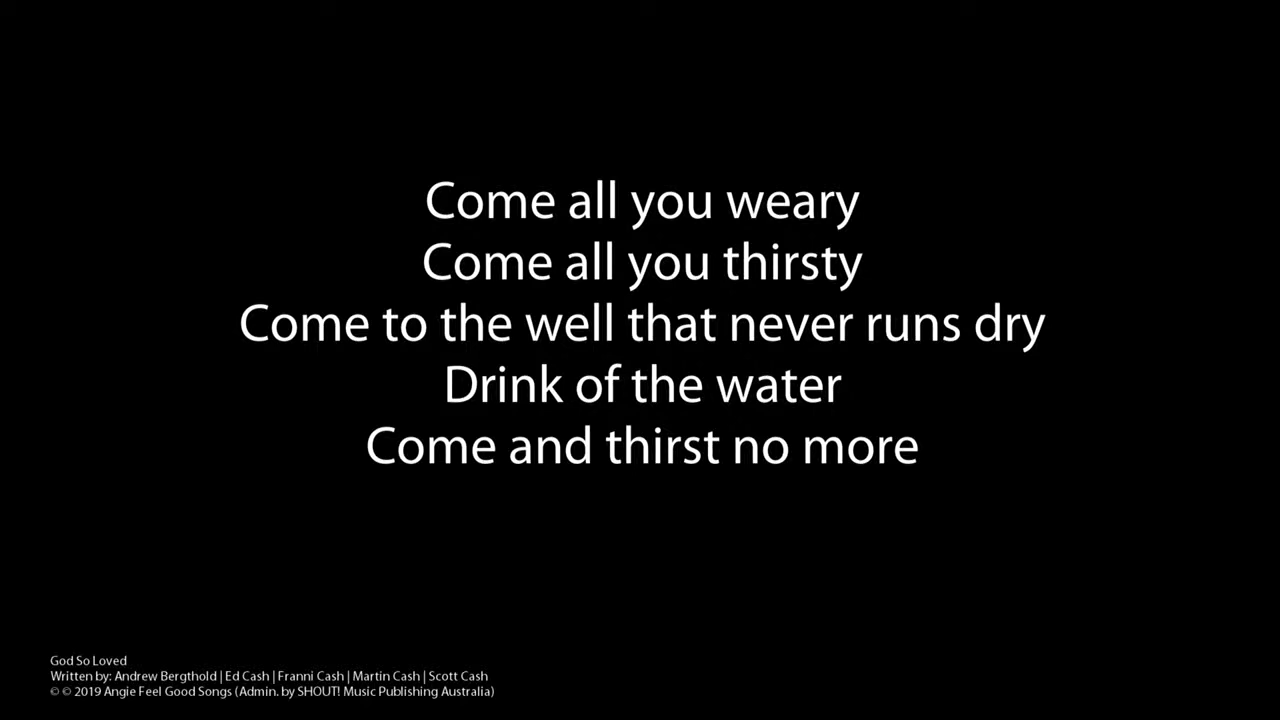 Come all you weary
Come all you thirsty
Come to the well that never runs dry
Drink of the water
Come and thirst no more
God So Loved
Written by: Andrew Bergthold | Ed Cash | Franni Cash | Martin Cash | Scott Cash
© © 2019 Angie Feel Good Songs (Admin. by SHOUT! Music Publishing Australia)